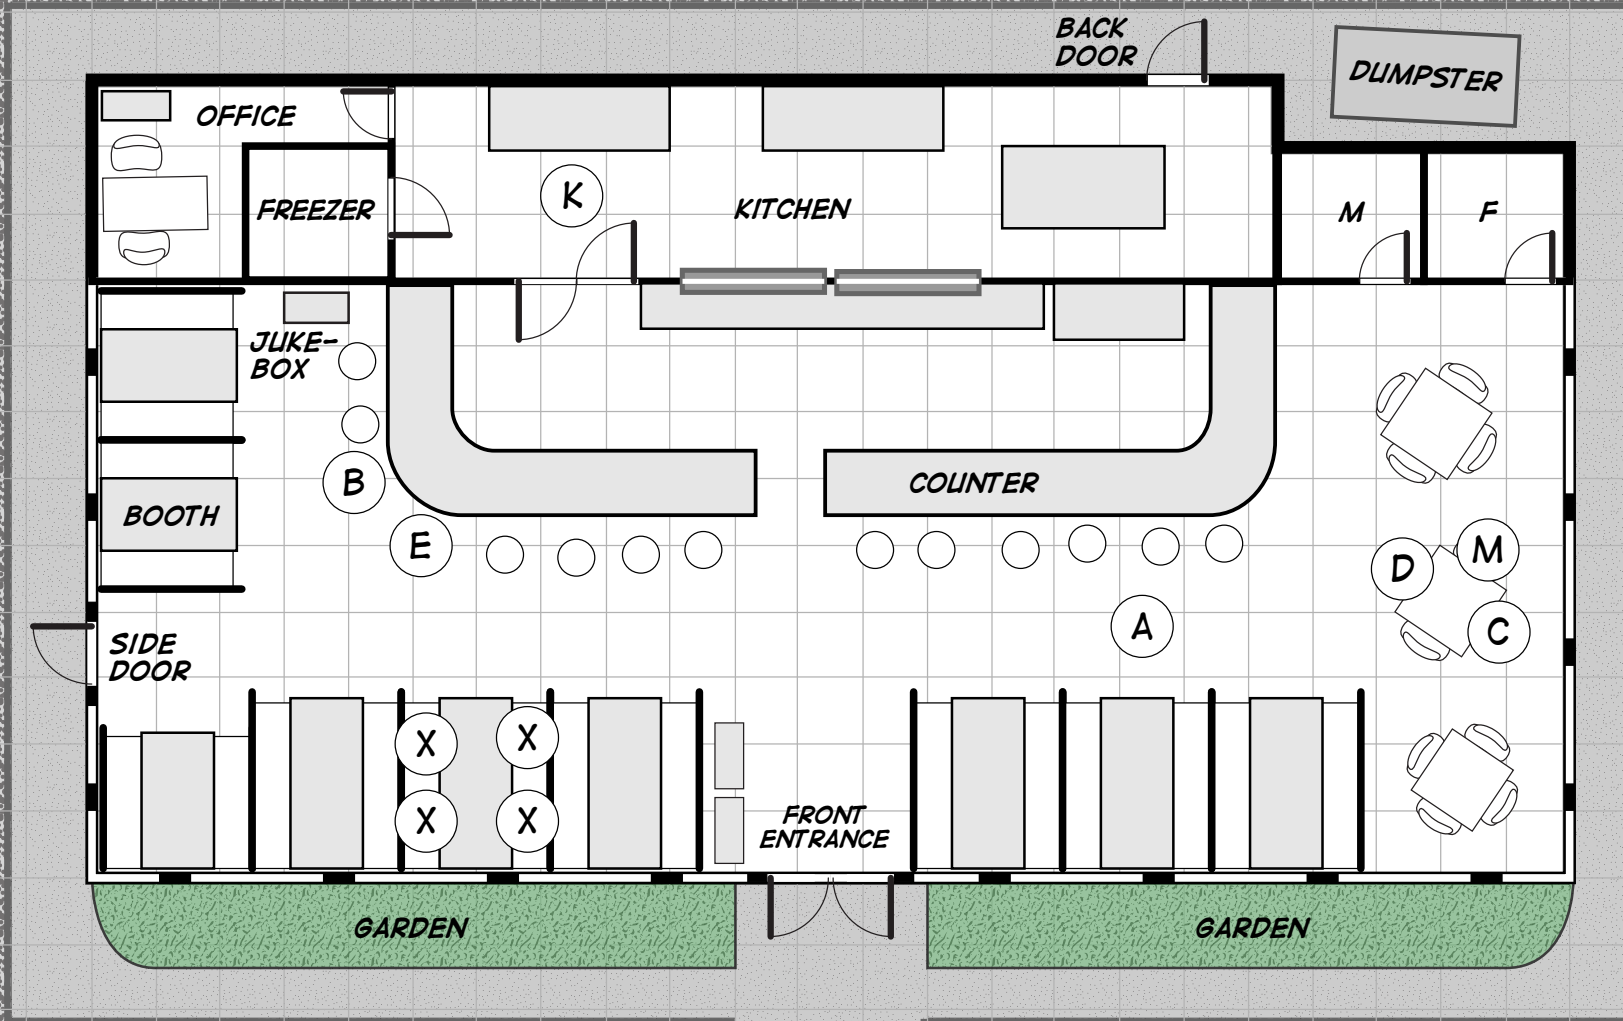 BACK
DOOR
DUMPSTER
OFFICE
FREEZER
K
KITCHEN
M
F
JUKE-
BOX
B
COUNTER
BOOTH
E
D
M
A
C
SIDE
DOOR
X
X
X
X
FRONT
ENTRANCE
GARDEN
GARDEN